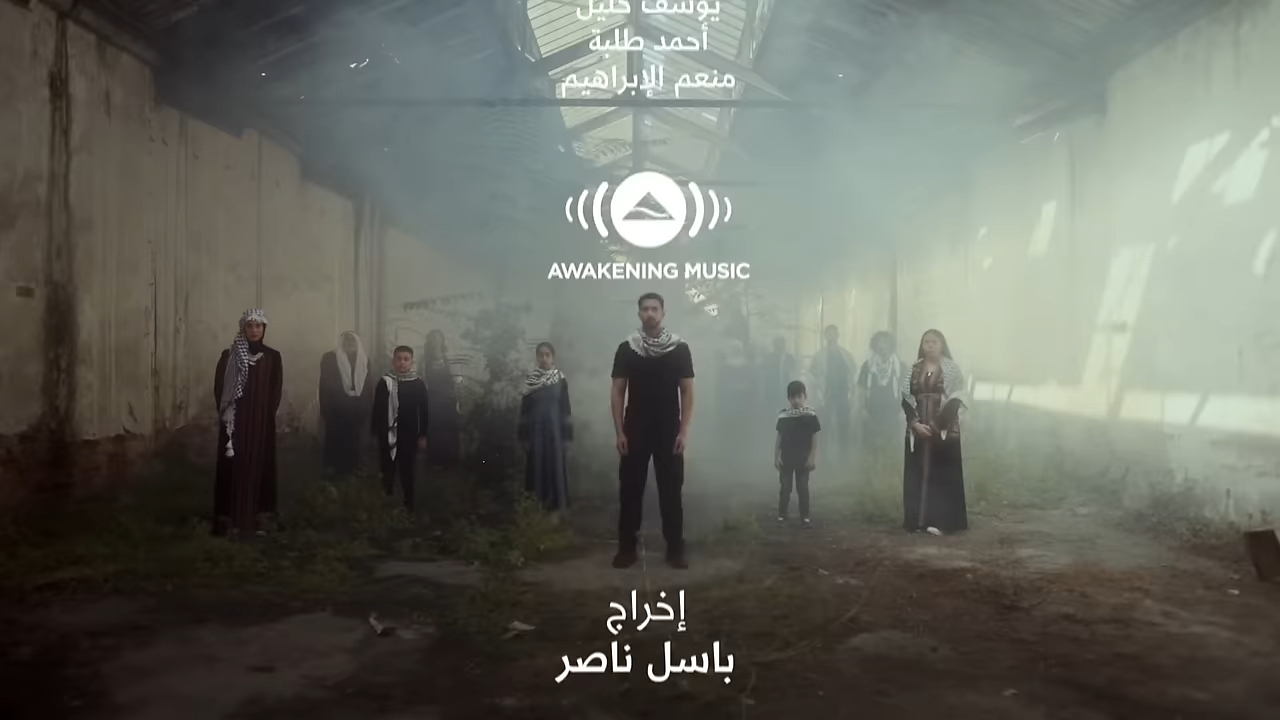 يوسف خليل
أحمد طلبة
منعم الإبراهيم
AWAKENING MUSIC
إخراج
باسل ناصر